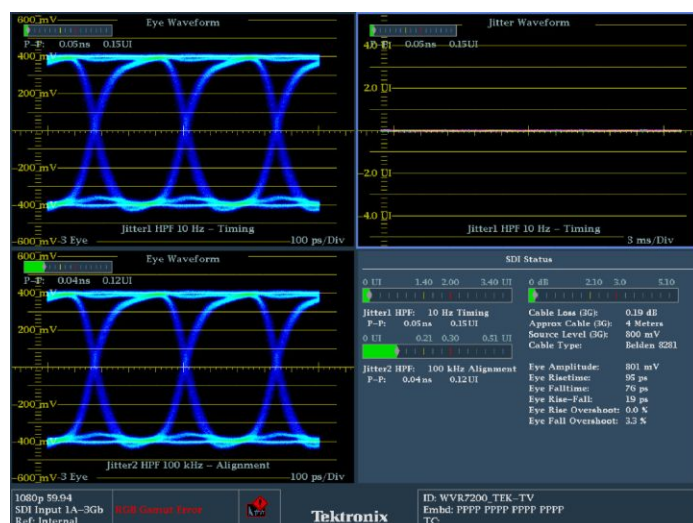 Eye Waveform
600 mV
P-P: 0.05ns 0.15UI
400 mV
200 mV
-200 mV
-400 mV
-600 mV
-3 Eye
Jitter1 HPF 10 Hz - Timing
100 ps/Div
Jitter Waveform
P-P: 0.05ns 0.15UI
4.0 UI
2.0 UI
-2.0 UI
-4.0 UI
Jitter1 HPF 10 Hz - Timing
3 ms/Div
Eye Waveform
600 mV
P-P: 0.04ns 0.12UI
400 mV
200 mV
-200 mV
-400 mV
-600 mV
-3 Eye
Jitter2 HPF 100 kHz - Alignment
100 ps/Div
SDI Status
0 UI 1.40 2.00 3.40 UI
Jitter1 HPF: 10 Hz Timing
P-P: 0.05ns 0.15UI
0 UI 0.21 0.30 0.51 UI
Jitter2 HPF: 100 kHz Alignment
P-P: 0.04ns 0.12UI
0 dB 2.10 3.0 5.10
Cable Loss (3G): 0.19 dB
Approx Cable (3G): 4 Meters
Source Level (3G): 800 mV
Cable Type: Belden 8281
Eye Amplitude: 801 mV
Eye Risetime: 95 ps
Eye Falltime: 76 ps
Eye Rise-Fall: 19 ps
Eye Rise Overshoot: 0.0 %
Eye Fall Overshoot: 3.3 %
1080p 59.94
SDI Input 1A-3Gb
Ref: Internal
RGB Gamut Error
Tektronix
ID: WVR7200_TEK-TV
Embd: PPPP PPPP PPPP PPPP
TC: